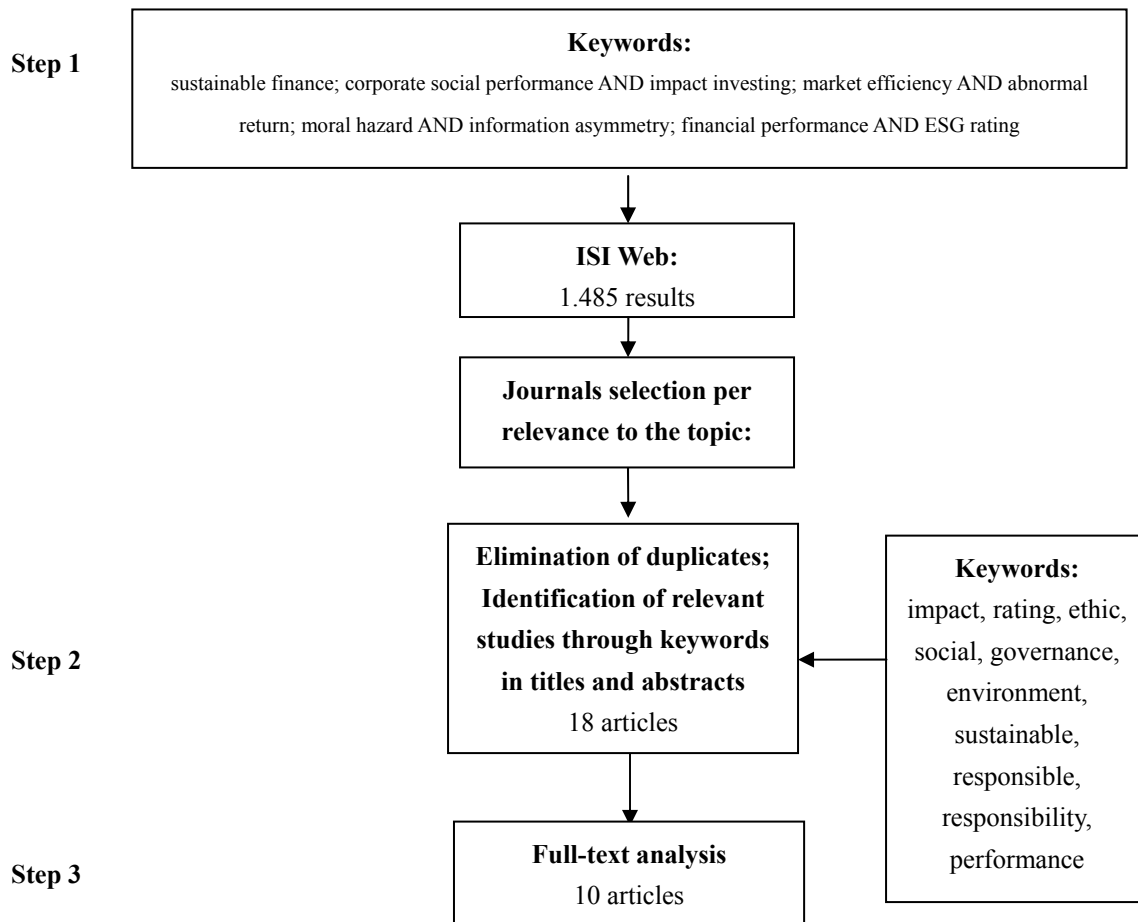 Step 1
Keywords:
sustainable finance; corporate social performance AND impact investing; market efficiency AND abnormal
return; moral hazard AND information asymmetry; financial performance AND ESG rating
ISI Web:
1.485 results
Journals selection per
relevance to the topic:
Step 2
Elimination of duplicates;
Identification of relevant
studies through keywords
in titles and abstracts
18 articles
Keywords:
impact, rating, ethic,
social, governance,
environment,
sustainable,
responsible,
responsibility,
performance
Step 3
Full-text analysis
10 articles